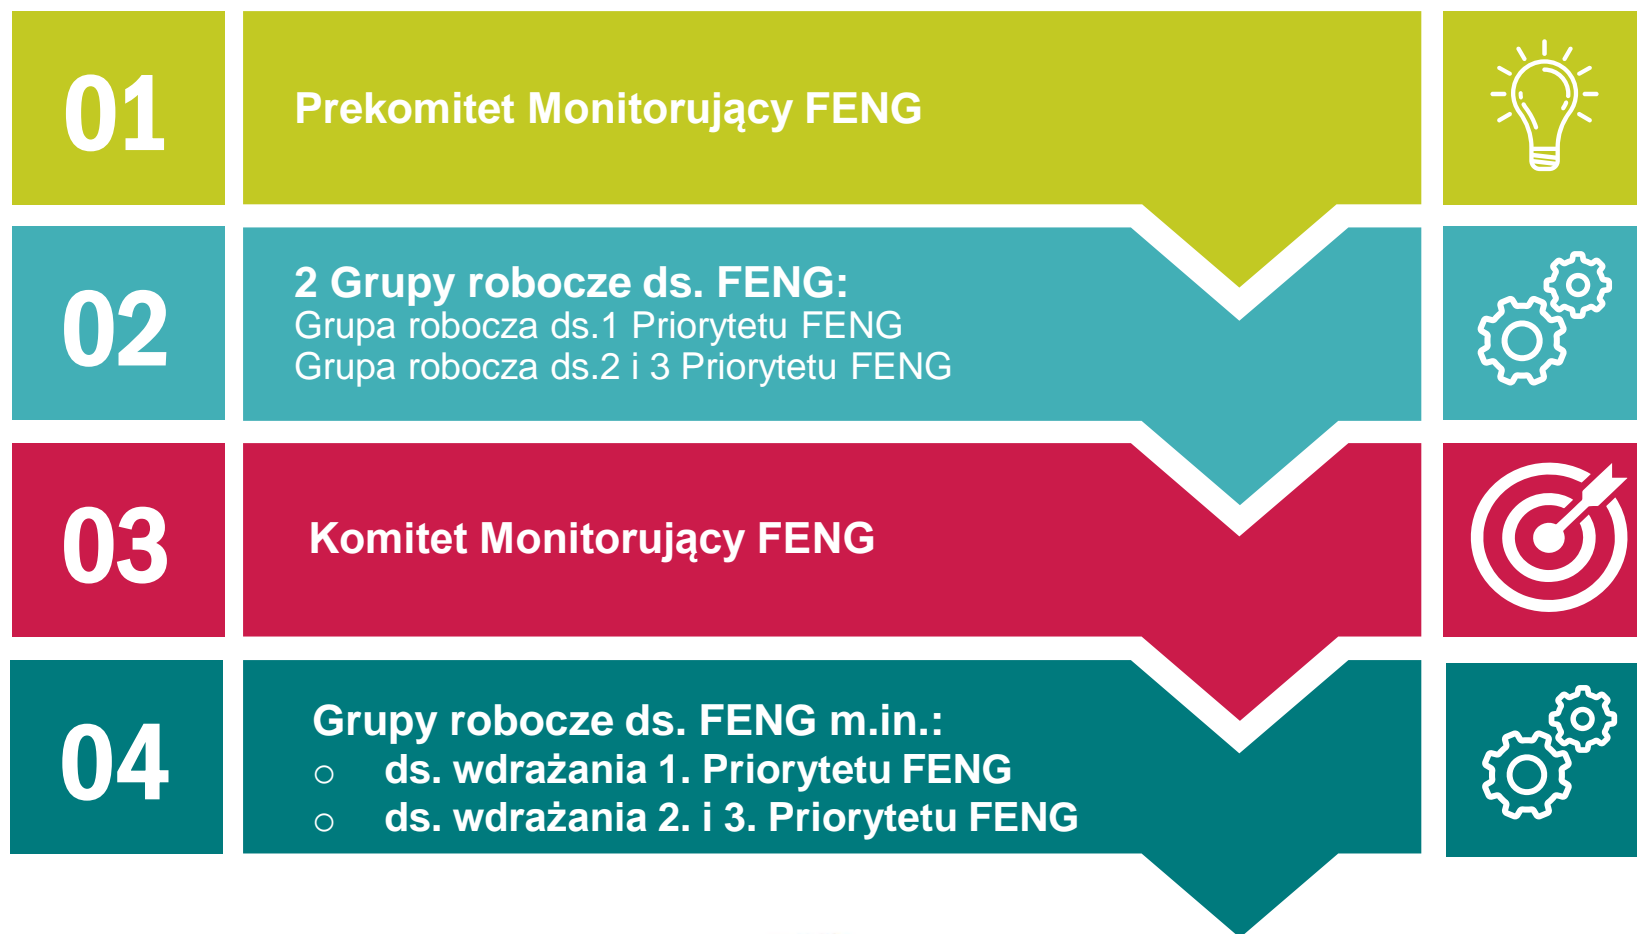 01
Prekomitet Monitorujący FENG
02
2 Grupy robocze ds. FENG:
Grupa robocza ds.1 Priorytetu FENG
Grupa robocza ds.2 i 3 Priorytetu FENG
03
Komitet Monitorujący FENG
04
Grupy robocze ds. FENG m.in.:
o ds. wdrażania 1. Priorytetu FENG
o ds. wdrażania 2. i 3. Priorytetu FENG